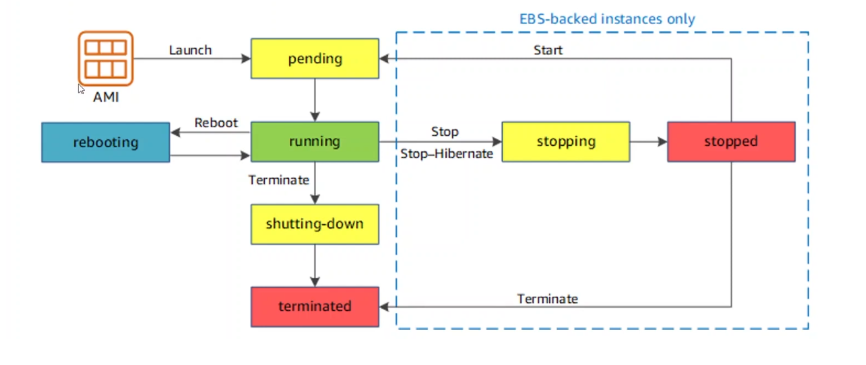 EBS-backed instances only
Launch
pending
Start
AMI
Reboot
rebooting
running
Stop
Stop–Hibernate
stopping
stopped
Terminate
shutting-down
terminated
Terminate